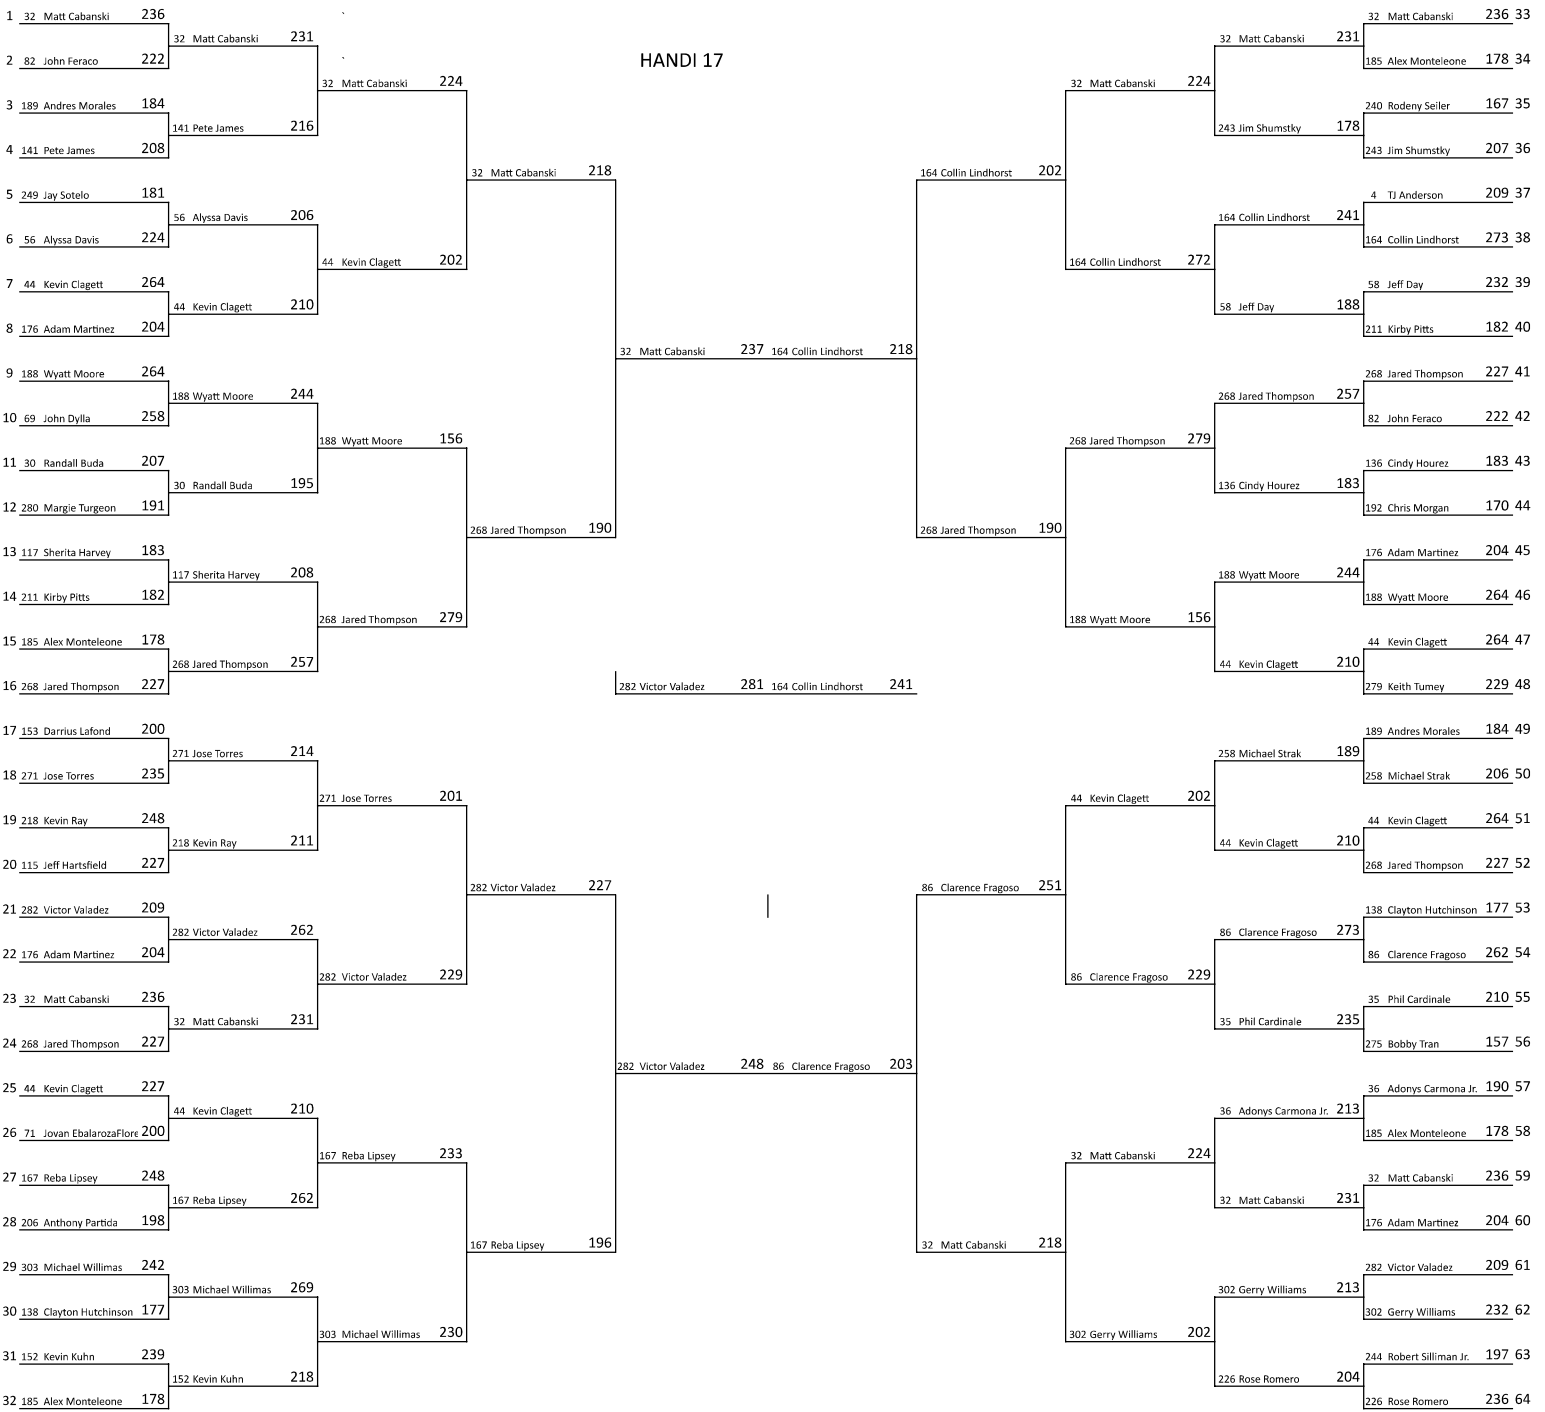 HANDI 17
1 32 Matt Cabanski 236
32 Matt Cabanski 231
2 82 John Feraco 222
32 Matt Cabanski 224
3 189 Andres Morales 184
141 Pete James 216
4 141 Pete James 208
32 Matt Cabanski 218
5 249 Jay Sotelo 181
56 Alyssa Davis 206
6 56 Alyssa Davis 224
44 Kevin Clagett 202
7 44 Kevin Clagett 264
44 Kevin Clagett 210
8 176 Adam Martinez 204
32 Matt Cabanski 237
9 188 Wyatt Moore 264
188 Wyatt Moore 244
10 69 John Dylla 258
188 Wyatt Moore 156
11 30 Randall Buda 207
30 Randall Buda 195
12 280 Margie Turgeon 191
268 Jared Thompson 190
13 117 Sherita Harvey 183
117 Sherita Harvey 208
14 211 Kirby Pitts 182
268 Jared Thompson 279
15 185 Alex Monteleone 178
268 Jared Thompson 257
16 268 Jared Thompson 227
282 Victor Valadez 281
17 153 Darrius Lafond 200
271 Jose Torres 214
18 271 Jose Torres 235
271 Jose Torres 201
19 218 Kevin Ray 248
218 Kevin Ray 211
20 115 Jeff Hartsfield 227
282 Victor Valadez 227
21 282 Victor Valadez 209
282 Victor Valadez 262
22 176 Adam Martinez 204
282 Victor Valadez 229
23 32 Matt Cabanski 236
32 Matt Cabanski 231
24 268 Jared Thompson 227
282 Victor Valadez 248
25 44 Kevin Clagett 227
44 Kevin Clagett 210
26 71 Jovan EbalarozaFlore 200
167 Reba Lipsey 233
27 167 Reba Lipsey 248
167 Reba Lipsey 262
28 206 Anthony Partida 198
167 Reba Lipsey 196
29 303 Michael Willimas 242
303 Michael Willimas 269
30 138 Clayton Hutchinson 177
303 Michael Willimas 230
31 152 Kevin Kuhn 239
152 Kevin Kuhn 218
32 185 Alex Monteleone 178
32 Matt Cabanski 236 33
32 Matt Cabanski 231
185 Alex Monteleone 178 34
32 Matt Cabanski 224
240 Rodeny Seiler 167 35
243 Jim Shumstky 178
243 Jim Shumstky 207 36
164 Collin Lindhorst 202
4 TJ Anderson 209 37
164 Collin Lindhorst 241
164 Collin Lindhorst 273 38
164 Collin Lindhorst 272
58 Jeff Day 232 39
58 Jeff Day 188
211 Kirby Pitts 182 40
164 Collin Lindhorst 218
268 Jared Thompson 227 41
268 Jared Thompson 257
82 John Feraco 222 42
268 Jared Thompson 279
136 Cindy Hourez 183 43
136 Cindy Hourez 183
192 Chris Morgan 170 44
268 Jared Thompson 190
176 Adam Martinez 204 45
188 Wyatt Moore 244
188 Wyatt Moore 264 46
188 Wyatt Moore 156
44 Kevin Clagett 264 47
44 Kevin Clagett 210
279 Keith Tumey 229 48
164 Collin Lindhorst 241
189 Andres Morales 184 49
258 Michael Strak 189
258 Michael Strak 206 50
44 Kevin Clagett 202
44 Kevin Clagett 264 51
44 Kevin Clagett 210
268 Jared Thompson 227 52
86 Clarence Fragoso 251
138 Clayton Hutchinson 177 53
86 Clarence Fragoso 273
86 Clarence Fragoso 262 54
86 Clarence Fragoso 229
35 Phil Cardinale 210 55
35 Phil Cardinale 235
275 Bobby Tran 157 56
86 Clarence Fragoso 203
36 Adonys Carmona Jr. 190 57
36 Adonys Carmona Jr. 213
185 Alex Monteleone 178 58
32 Matt Cabanski 224
32 Matt Cabanski 236 59
32 Matt Cabanski 231
176 Adam Martinez 204 60
32 Matt Cabanski 218
282 Victor Valadez 209 61
302 Gerry Williams 213
302 Gerry Williams 232 62
302 Gerry Williams 202
244 Robert Silliman Jr. 197 63
226 Rose Romero 204
226 Rose Romero 236 64